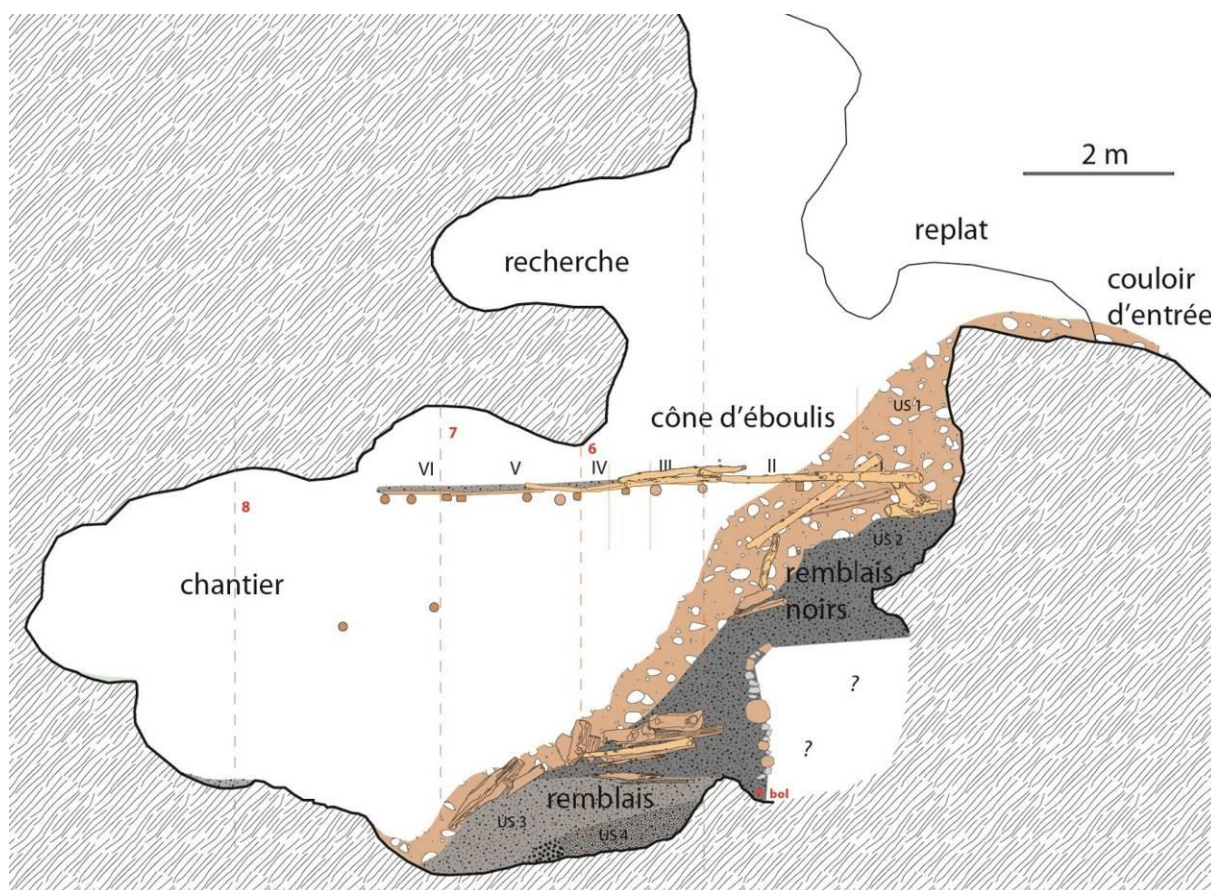 2 m
replat
recherche
couloir
d'entrée
US 1
cône d'éboulis
7
6
VI
V
IV
III
II
I
8
US 2
chantier
remblais
noirs
?
?
remblais
bol
US 3
US 4